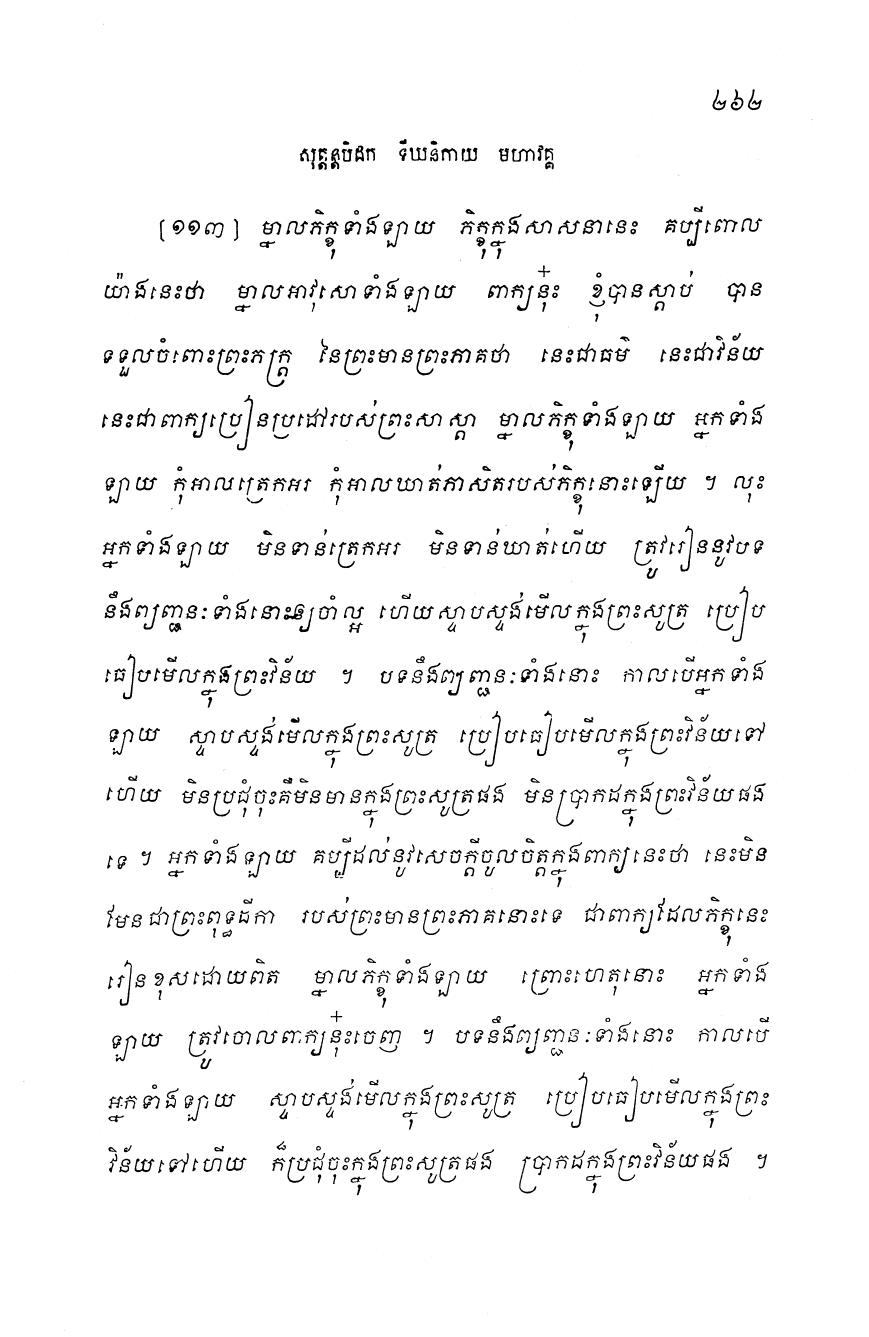 ២៦២
សុត្តន្តបិដក ទីឃនិកាយ មហាវគ្គ
[១១៣] ម្នាលភិក្ខុទាំងឡាយ ភិក្ខុក្នុងសាសនានេះ គប្បីពោល
យ៉ាងនេះថា ម្នាលអាវុសោទាំងឡាយ ពាក្យនុ៎ះ ខ្ញុំបានស្តាប់ បាន
ទទួលចំពោះព្រះភក្ត្រ នៃព្រះមានព្រះភាគថា នេះជាធម៌ នេះជាវិន័យ
នេះជាពាក្យប្រៀនប្រដៅរបស់ព្រះសាស្តា ម្នាលភិក្ខុទាំងឡាយ អ្នកទាំង
ឡាយ កុំអាលត្រេកអរ កុំអាលឃាត់ភាសិតរបស់ភិក្ខុនោះឡើយ ។ លុះ
អ្នកទាំងឡាយ មិនទាន់ត្រេកអរ មិនទាន់ឃាត់ហើយ ត្រូវរៀននូវបទ
នឹងព្យញ្ជនៈទាំងនោះឲ្យចាំល្អ ហើយស្ទាបស្ទង់មើលក្នុងព្រះសូត្រ ប្រៀប
ធៀបមើលក្នុងព្រះវិន័យ ។ បទនឹងព្យញ្ជនៈទាំងនោះ កាលបើអ្នកទាំង
ឡាយ ស្ទាបស្ទង់មើលក្នុងព្រះសូត្រ ប្រៀបធៀបមើលក្នុងព្រះវិន័យទៅ
ហើយ មិនប្រជុំចុះគឺមិនមានក្នុងព្រះសូត្រផង មិនប្រាកដក្នុងព្រះវិន័យផង
ទេ ។ អ្នកទាំងឡាយ គប្បីដល់នូវសេចក្តីចូលចិត្តក្នុងពាក្យនេះថា នេះមិន
មែនជាព្រះពុទ្ធដីកា របស់ព្រះមានព្រះភាគនោះទេ ជាពាក្យដែលភិក្ខុនេះ
រៀនខុសដោយពិត ម្នាលភិក្ខុទាំងឡាយ ព្រោះហេតុនោះ អ្នកទាំង
ឡាយ ត្រូវចោលពាក្យនុ៎ះចេញ ។ បទនឹងព្យញ្ជនៈទាំងនោះ កាលបើ
អ្នកទាំងឡាយ ស្ទាបស្ទង់មើលក្នុងព្រះសូត្រ ប្រៀបធៀបមើលក្នុងព្រះ
វិន័យទៅហើយ ក៏ប្រជុំចុះក្នុងព្រះសូត្រផង ប្រាកដក្នុងព្រះវិន័យផង ។